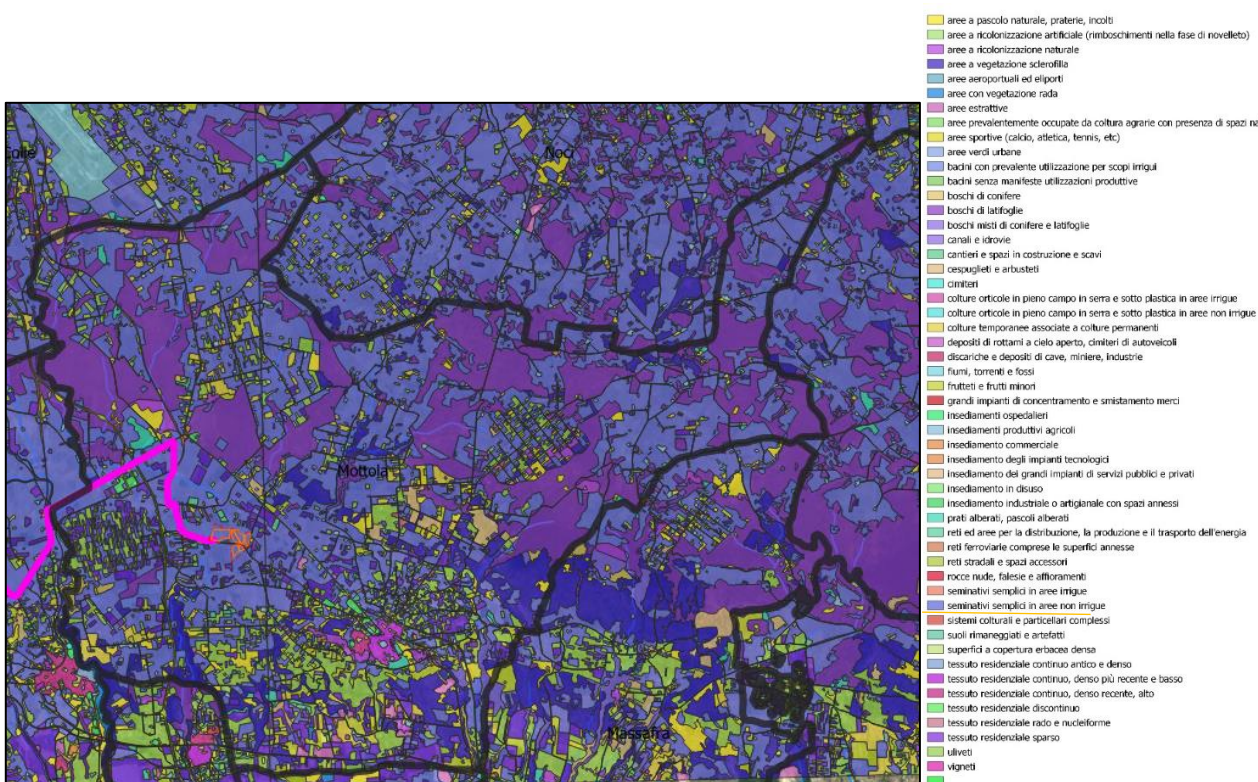 aree a pascolo naturale, praterie, incolti
aree a ricolonizzazione artificiale (rimboschimenti nella fase di novelleto)
aree a ricolonizzazione naturale
aree a vegetazione sclerofilla
aree aeroportuali ed eliporti
aree con vegetazione rada
aree estrattive
aree prevalentemente occupate da coltura agrarie con presenza di spazi na
aree sportive (calcio, atletica, tennis, etc)
aree verdi urbane
bacini con prevalente utilizzazione per scopi irrigui
bacini senza manifeste utilizzazioni produttive
boschi di conifere
boschi di latifoglie
boschi misti di conifere e latifoglie
canali e idrovie
cantieri e spazi in costruzione e scavi
cespuglieti e arbusteti
cimiteri
colture orticole in pieno campo in serra e sotto plastica in aree irrigue
colture orticole in pieno campo in serra e sotto plastica in aree non irrigue
colture temporanee associate a colture permanenti
depositi di rottami a cielo aperto, cimiteri di autoveicoli
discariche e depositi di cave, miniere, industrie
fiumi, torrenti e fossi
frutteti e frutti minori
grandi impianti di concentramento e smistamento merci
insediamenti ospedalieri
insediamenti produttivi agricoli
insediamento commerciale
insediamento degli impianti tecnologici
insediamento dei grandi impianti di servizi pubblici e privati
insediamento in disuso
insediamento industriale o artigianale con spazi annessi
prati alberati, pascoli alberati
reti ed aree per la distribuzione, la produzione e il trasporto dell'energia
reti ferroviarie comprese le superfici annesse
reti stradali e spazi accessori
rocce nude, falesie e affioramenti
seminativi semplici in aree irrigue
seminativi semplici in aree non irrigue
sistemi colturali e particellari complessi
suoli rimaneggiati e artefatti
superfici a copertura erbacea densa
tessuto residenziale continuo antico e denso
tessuto residenziale continuo, denso più recente e basso
tessuto residenziale continuo, denso recente, alto
tessuto residenziale discontinuo
tessuto residenziale rado e nucleiforme
tessuto residenziale sparso
uliveti
vigneti
Noci
Mottola
Massafra